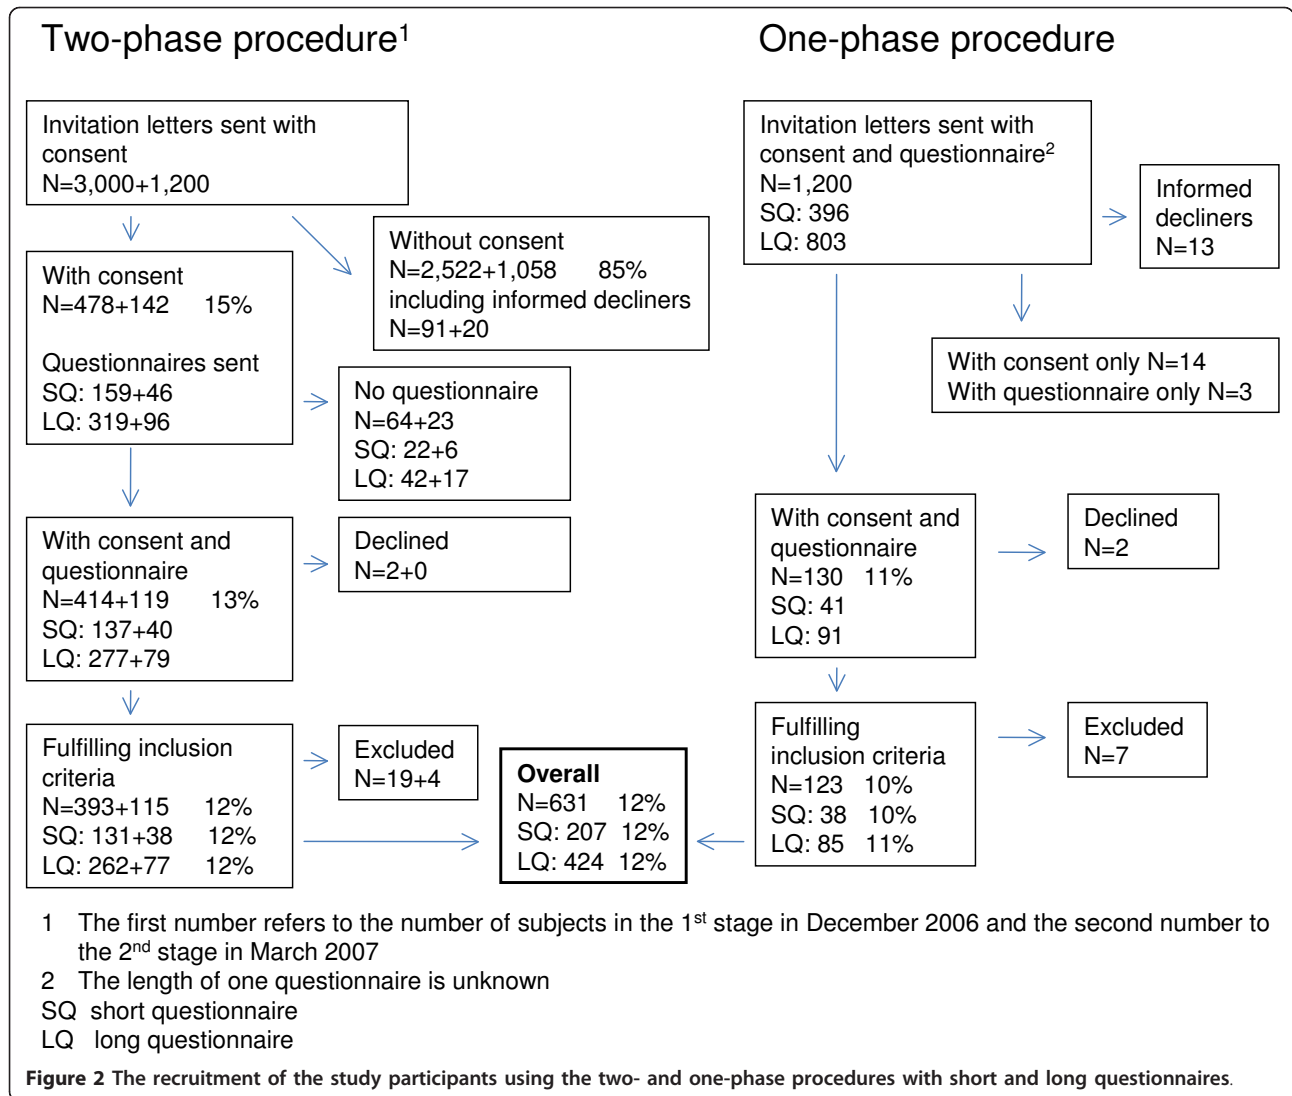 Two-phase procedure¹
Invitation letters sent with
consent
N=3,000+1,200
Without consent
N=2,522+1,058 85%
including informed decliners
N=91+20
With consent
N=478+142 15%
Questionnaires sent
SQ: 159+46
LQ: 319+96
No questionnaire
N=64+23
SQ: 22+6
LQ: 42+17
With consent and
questionnaire
N=414+119 13%
SQ: 137+40
LQ: 277+79
Declined
N=2+0
Fulfilling inclusion
criteria
N=393+115 12%
SQ: 131+38 12%
LQ: 262+77 12%
Excluded
N=19+4
Overall
N=631 12%
SQ: 207 12%
LQ: 424 12%
One-phase procedure
Invitation letters sent with
consent and questionnaire²
N=1,200
SQ: 396
LQ: 803
Informed
decliners
N=13
With consent only N=14
With questionnaire only N=3
With consent and
questionnaire
N=130 11%
SQ: 41
LQ: 91
Declined
N=2
Fulfilling
inclusion criteria
N=123 10%
SQ: 38 10%
LQ: 85 11%
Excluded
N=7
1 The first number refers to the number of subjects in the 1st stage in December 2006 and the second number to
the 2nd stage in March 2007
2 The length of one questionnaire is unknown
SQ short questionnaire
LQ long questionnaire
Figure 2 The recruitment of the study participants using the two- and one-phase procedures with short and long questionnaires.